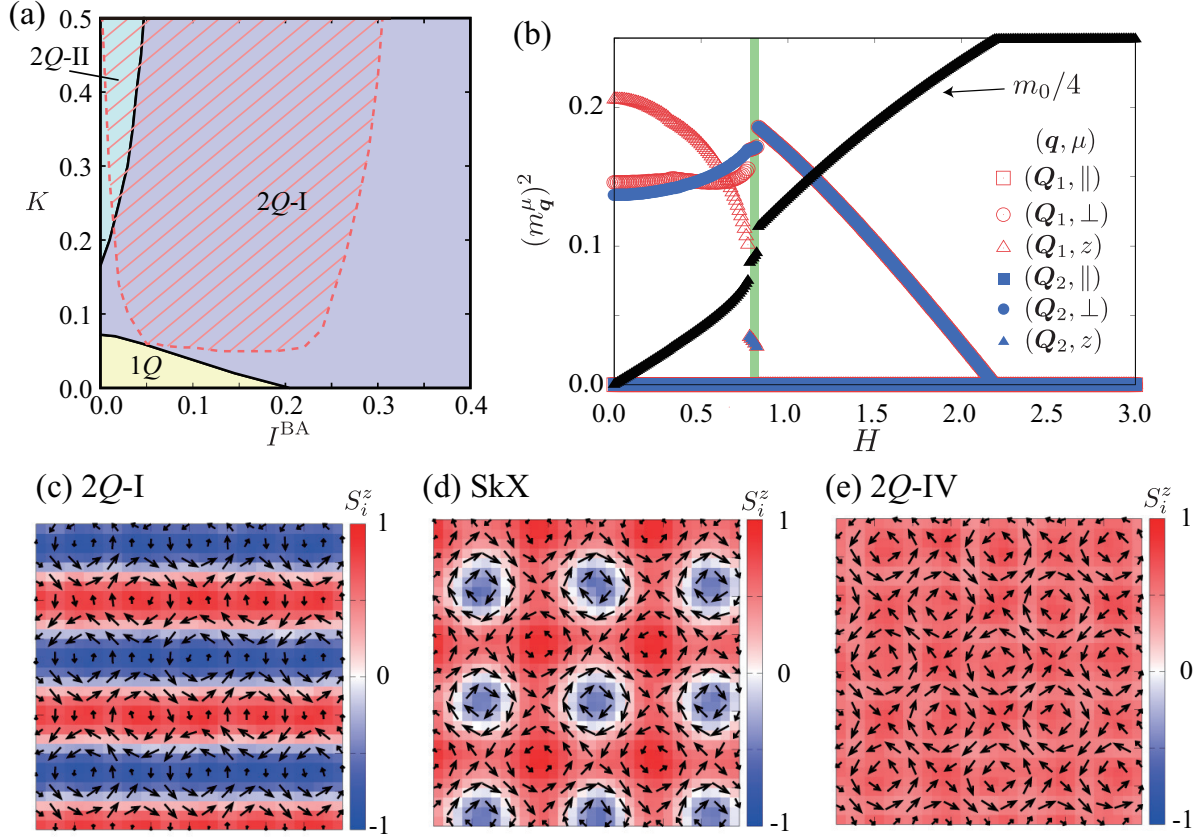 (a)
0.5
0.4
0.3
0.2
0.1
0.0
K
2Q-II
2Q-I
1Q
0.0 0.1 0.2 0.3 0.4
I^BA
(b)
0.2
0.1
0.0
(m_q^μ)^2
m_0/4
(q, μ)
(Q_1, ∥)
(Q_1, ⊥)
(Q_1, z)
(Q_2, ∥)
(Q_2, ⊥)
(Q_2, z)
0.0 0.5 1.0 1.5 2.0 2.5 3.0
H
(c) 2Q-I
S_i^z
1
0
-1
(d) SkX
S_i^z
1
0
-1
(e) 2Q-IV
S_i^z
1
0
-1